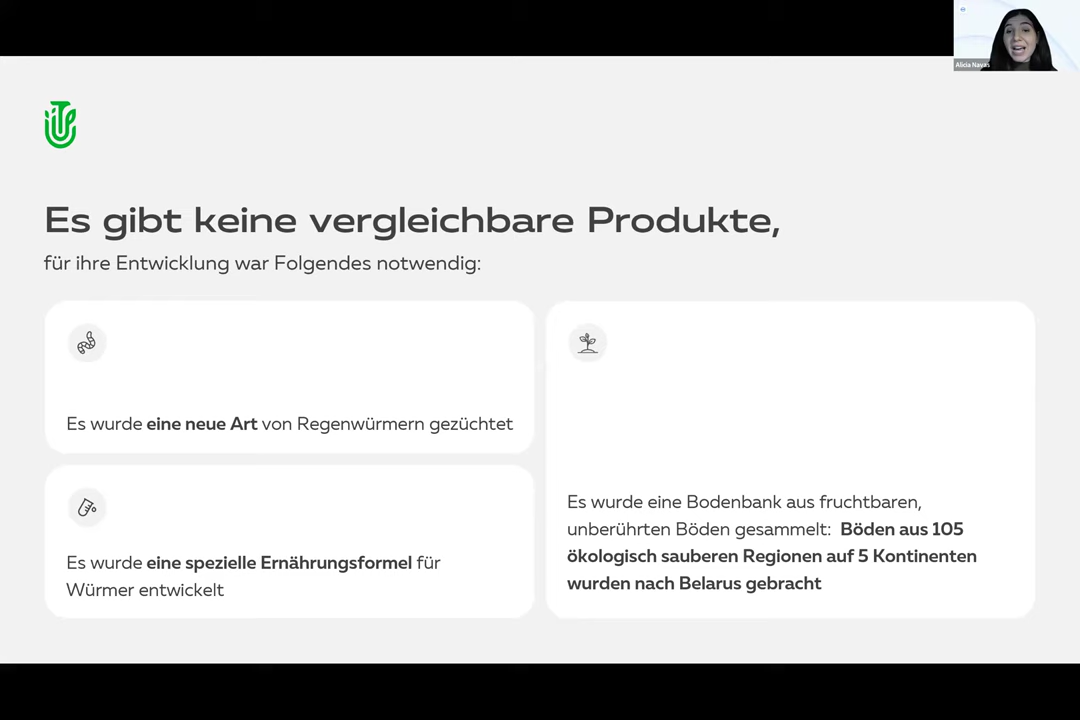 Alicia Navas
Es gibt keine vergleichbare Produkte,
für ihre Entwicklung war Folgendes notwendig:
Es wurde eine neue Art von Regenwürmern gezüchtet
Es wurde eine spezielle Ernährungsformel für
Würmer entwickelt
Es wurde eine Bodenbank aus fruchtbaren,
unberührten Böden gesammelt: Böden aus 105
ökologisch sauberen Regionen auf 5 Kontinenten
wurden nach Belarus gebracht